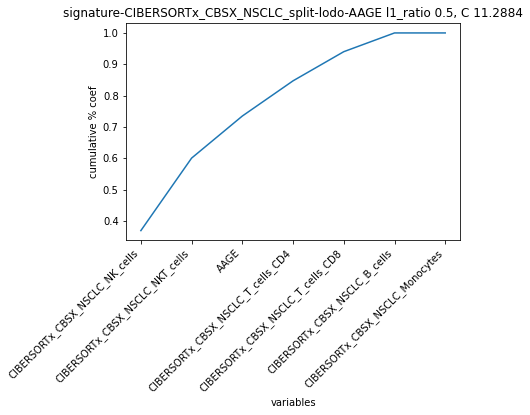 signature-CIBERSORTx_CBSX_NSCLC_split-lodo-AAGE l1_ratio 0.5, C 11.2884
1.0
0.9
0.8
0.7
0.6
0.5
0.4
cumulative % coef
CIBERSORTx_CBSX_NSCLC_NK_cells
CIBERSORTx_CBSX_NSCLC_NKT_cells
AAGE
CIBERSORTx_CBSX_NSCLC_T_cells_CD4
CIBERSORTx_CBSX_NSCLC_T_cells_CD8
CIBERSORTx_CBSX_NSCLC_B_cells
CIBERSORTx_CBSX_NSCLC_Monocytes
variables